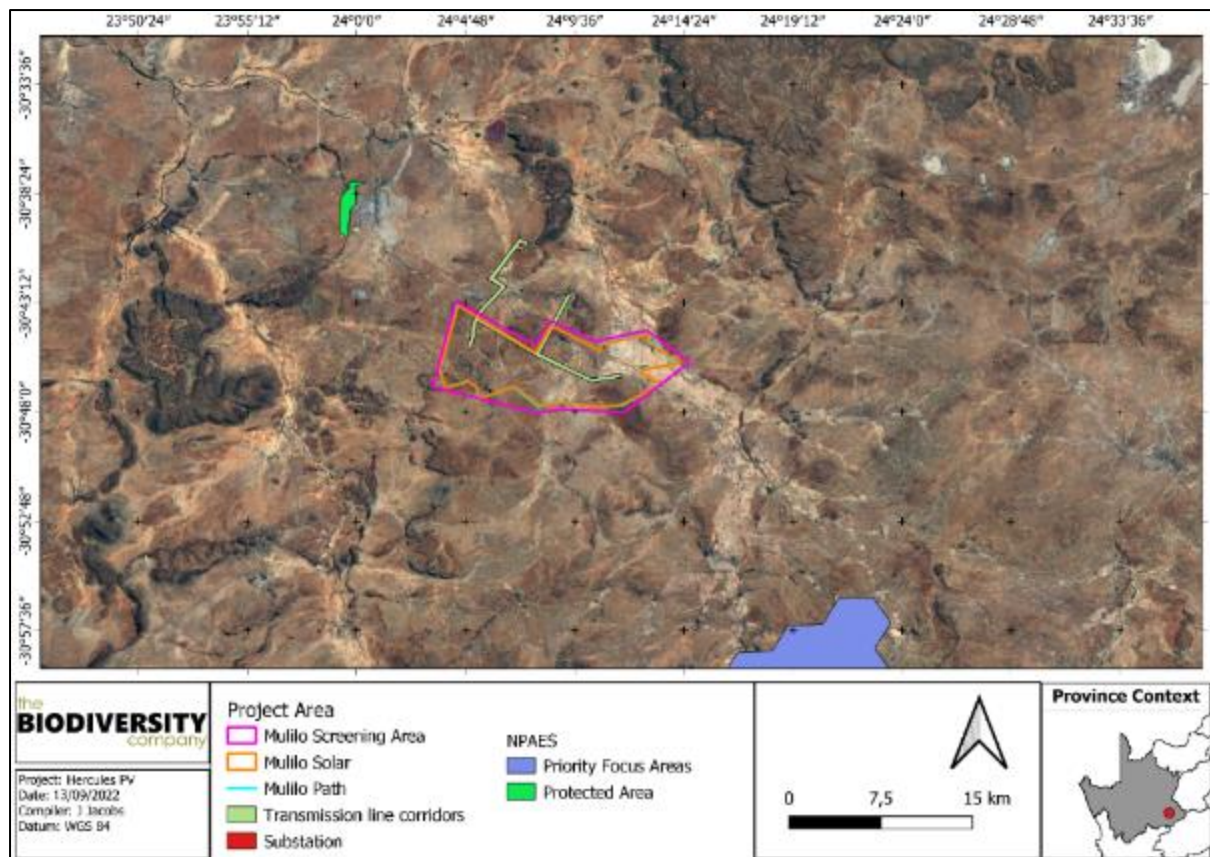 23°50'24" 23°55'12" 24°0'0" 24°4'48" 24°9'36" 24°14'24" 24°19'12" 24°24'0" 24°28'48" 24°33'36"
-30°33'36"
-30°38'24"
-30°43'12"
-30°48'0"
-30°52'48"
-30°57'36"
the
BIODIVERSITY
company
Project: Hercules PV
Date: 13/09/2022
Compiler: J Jacobs
Datum: WGS 84
Project Area
Mulilo Screening Area
Mulilo Solar
Mulilo Path
Transmission line corridors
Substation
NPAES
Priority Focus Areas
Protected Area
0 7,5 15 km
Province Context